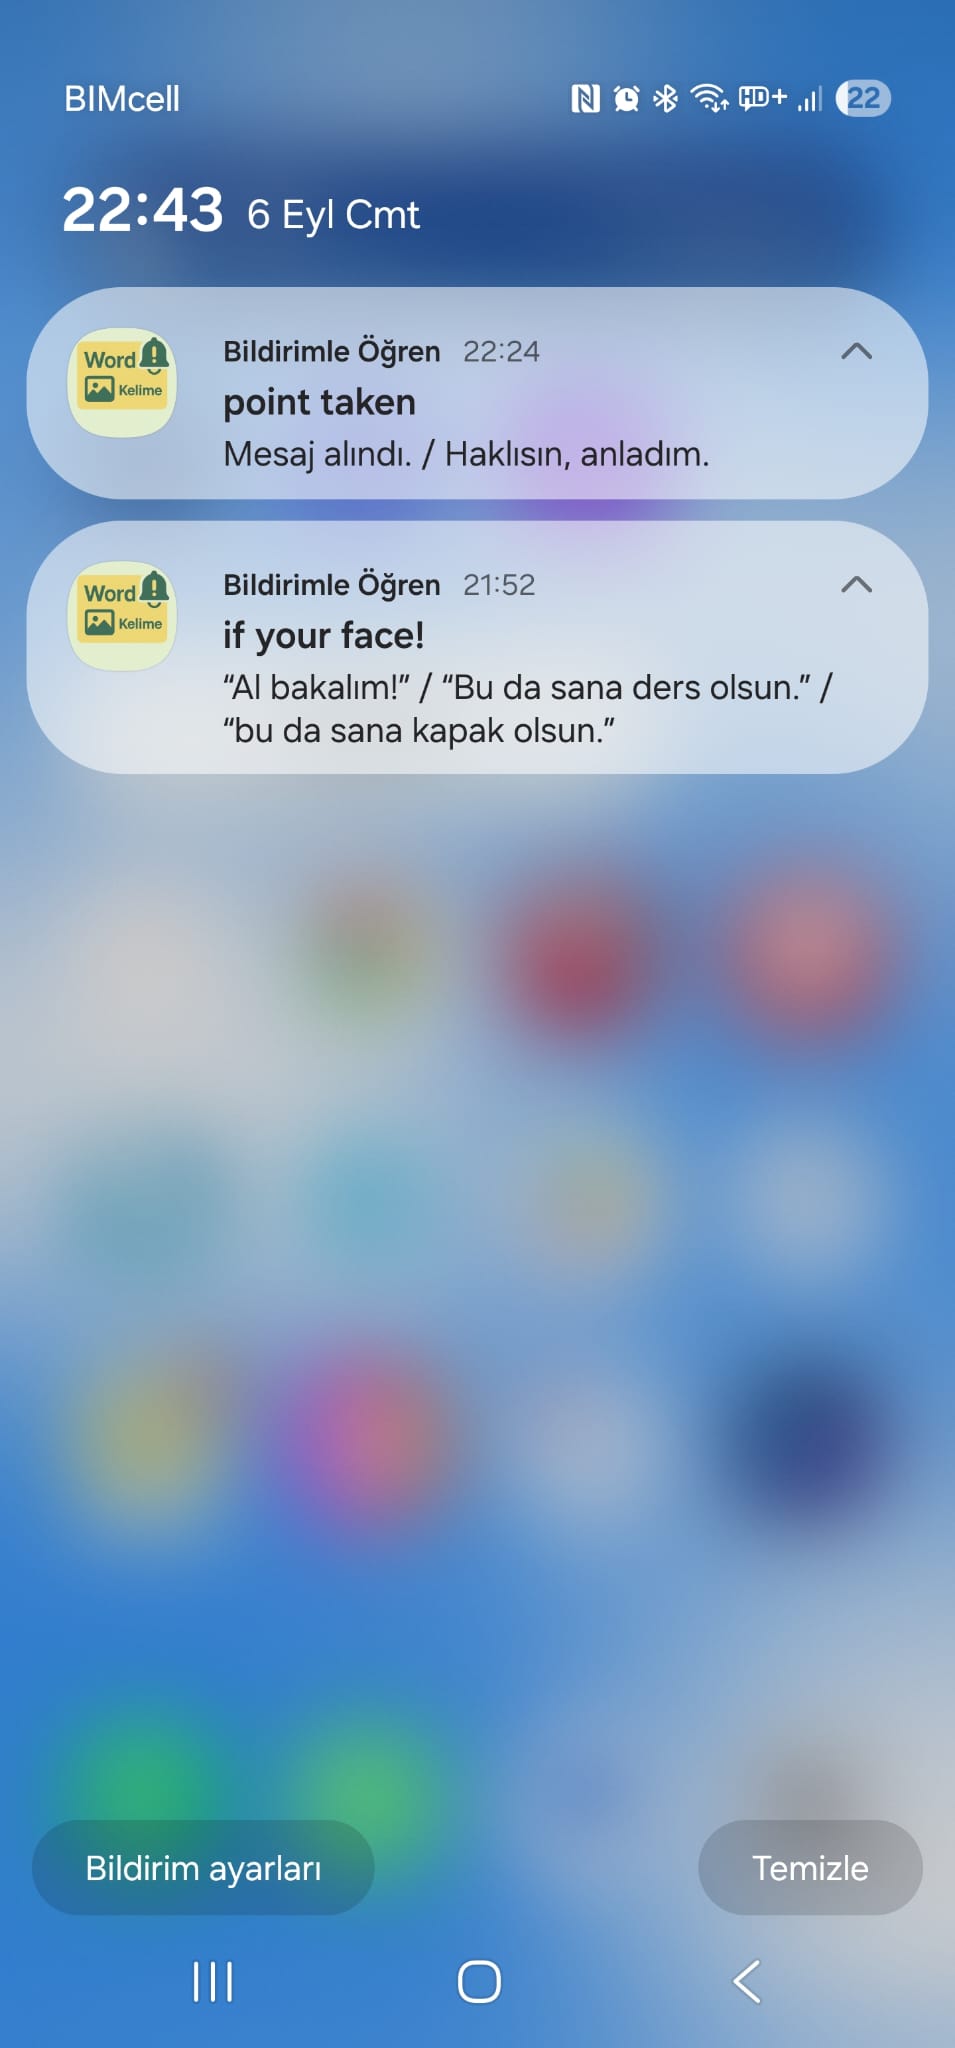 BIMcell
HD+
22
22:43 6 Eyl Cmt
Word
Kelime
Bildirimle Öğren 22:24
point taken
Mesaj alındı. / Haklısın, anladım.
Word
Kelime
Bildirimle Öğren 21:52
if your face!
“Al bakalım!” / “Bu da sana ders olsun.” /
“bu da sana kapak olsun.”
Bildirim ayarları
Temizle